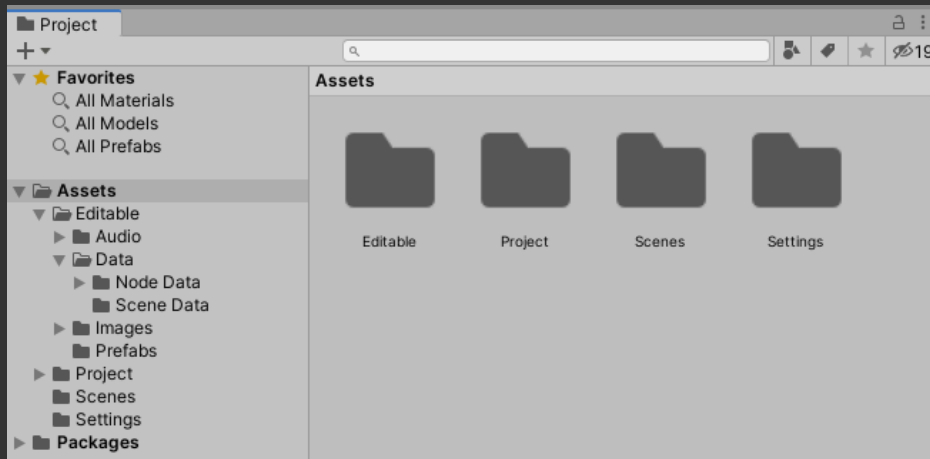 Project
19
Favorites
All Materials
All Models
All Prefabs
Assets
Editable
Audio
Data
Node Data
Scene Data
Images
Prefabs
Project
Scenes
Settings
Packages
Assets
Editable Project Scenes Settings